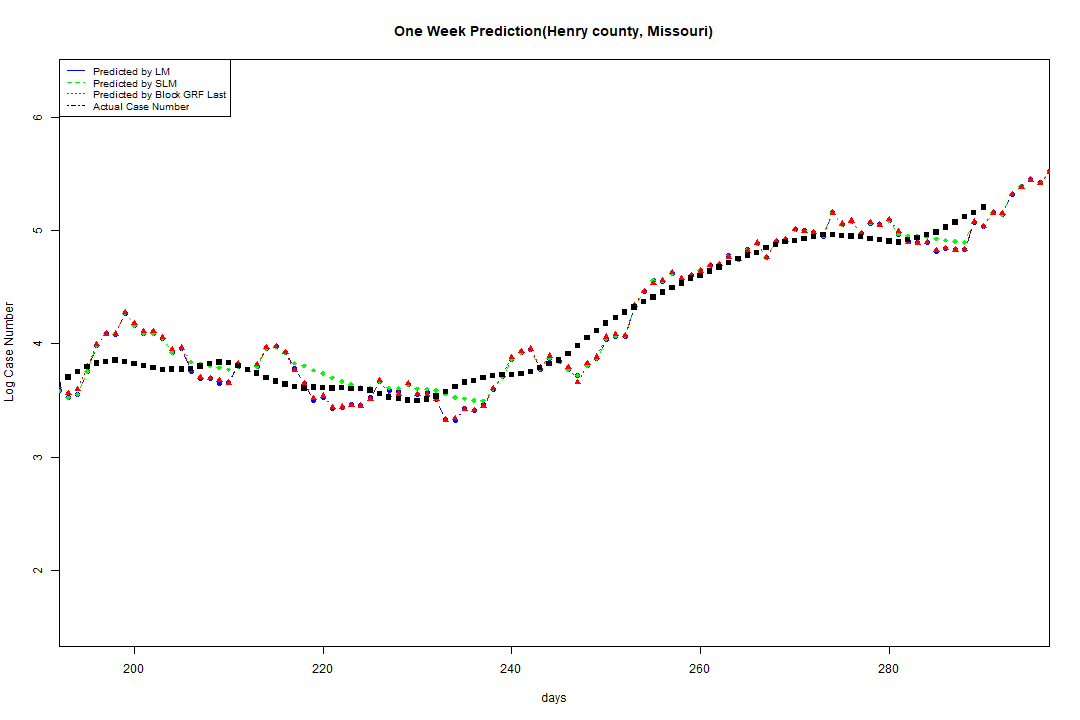 One Week Prediction(Henry county, Missouri)
Predicted by LM
Predicted by SLM
Predicted by Block GRF Last
Actual Case Number
Log Case Number
6
5
4
3
2
200 220 240 260 280
days